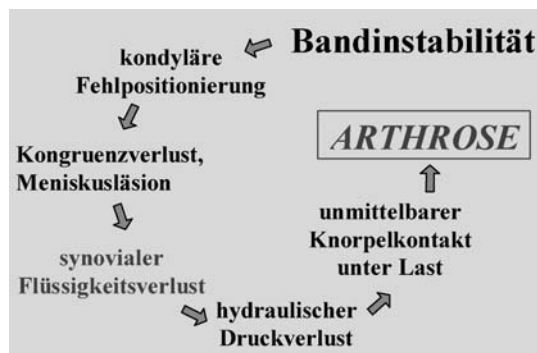 Bandinstabilität
kondyläre
Fehlpositionierung
Kongruenzverlust,
Meniskusläsion
synovialer
Flüssigkeitsverlust
hydraulischer
Druckverlust
unmittelbarer
Knorpelkontakt
unter Last
ARTHROSE